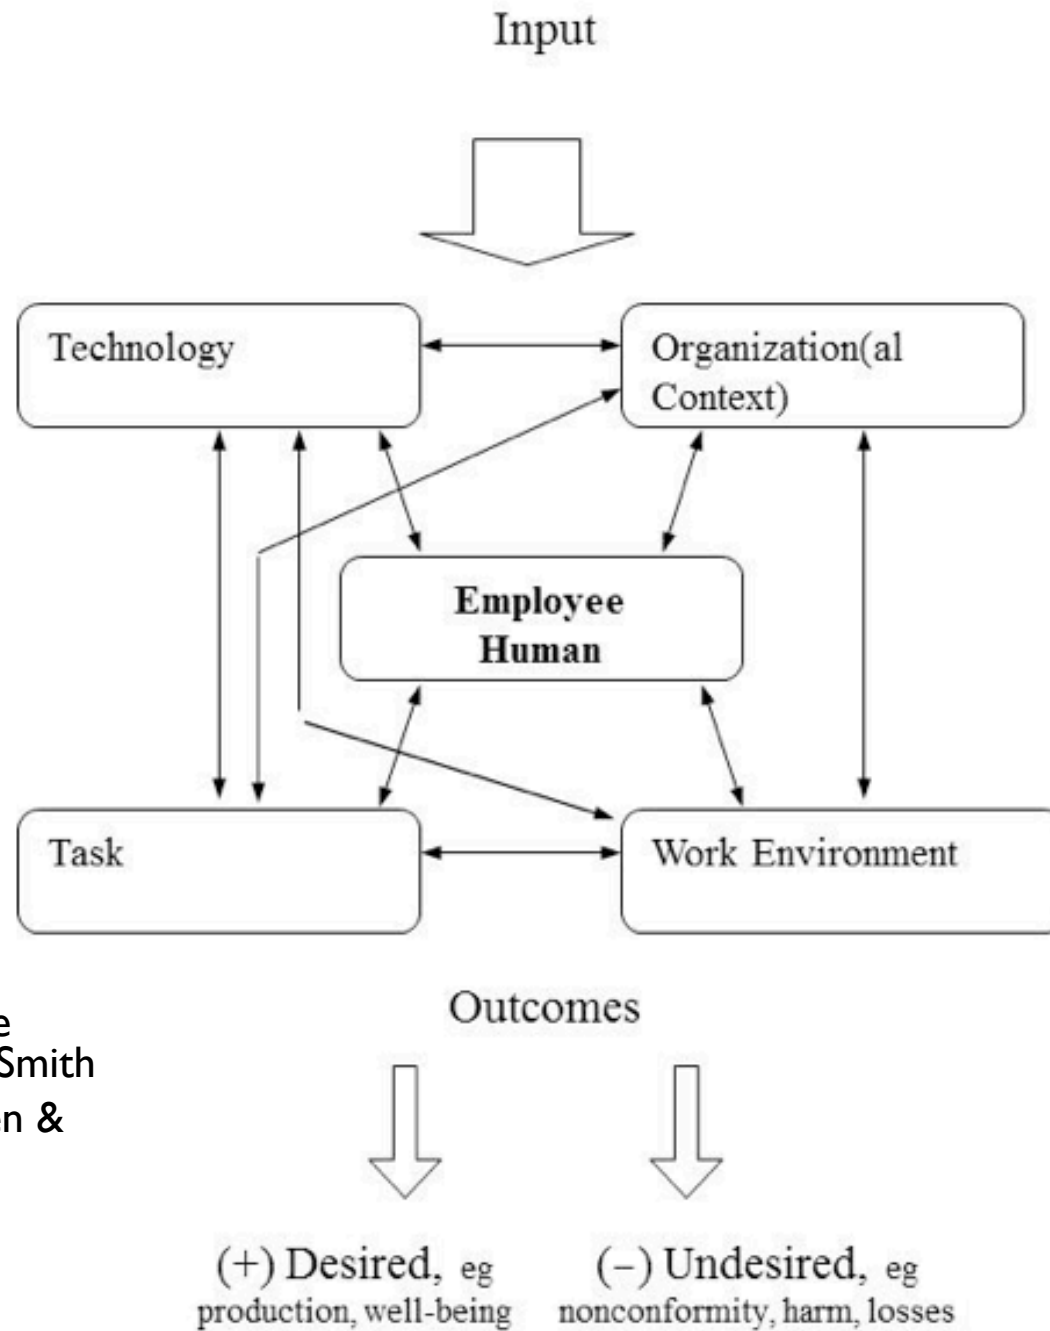 Input
Technology
Organization(al
Context)
Employee
Human
Task
Work Environment
Smith
&
Outcomes
(+) Desired, eg
production, well-being
(−) Undesired, eg
nonconformity, harm, losses